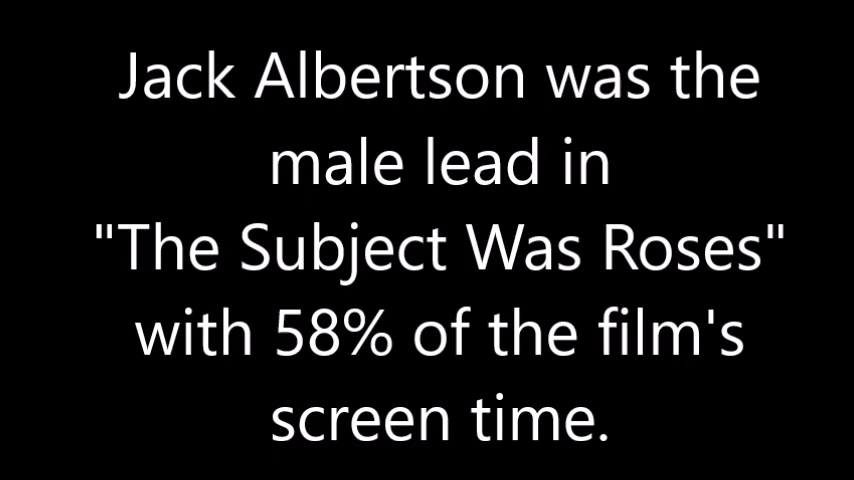 Jack Albertson was the
male lead in
"The Subject Was Roses"
with 58% of the film's
screen time.